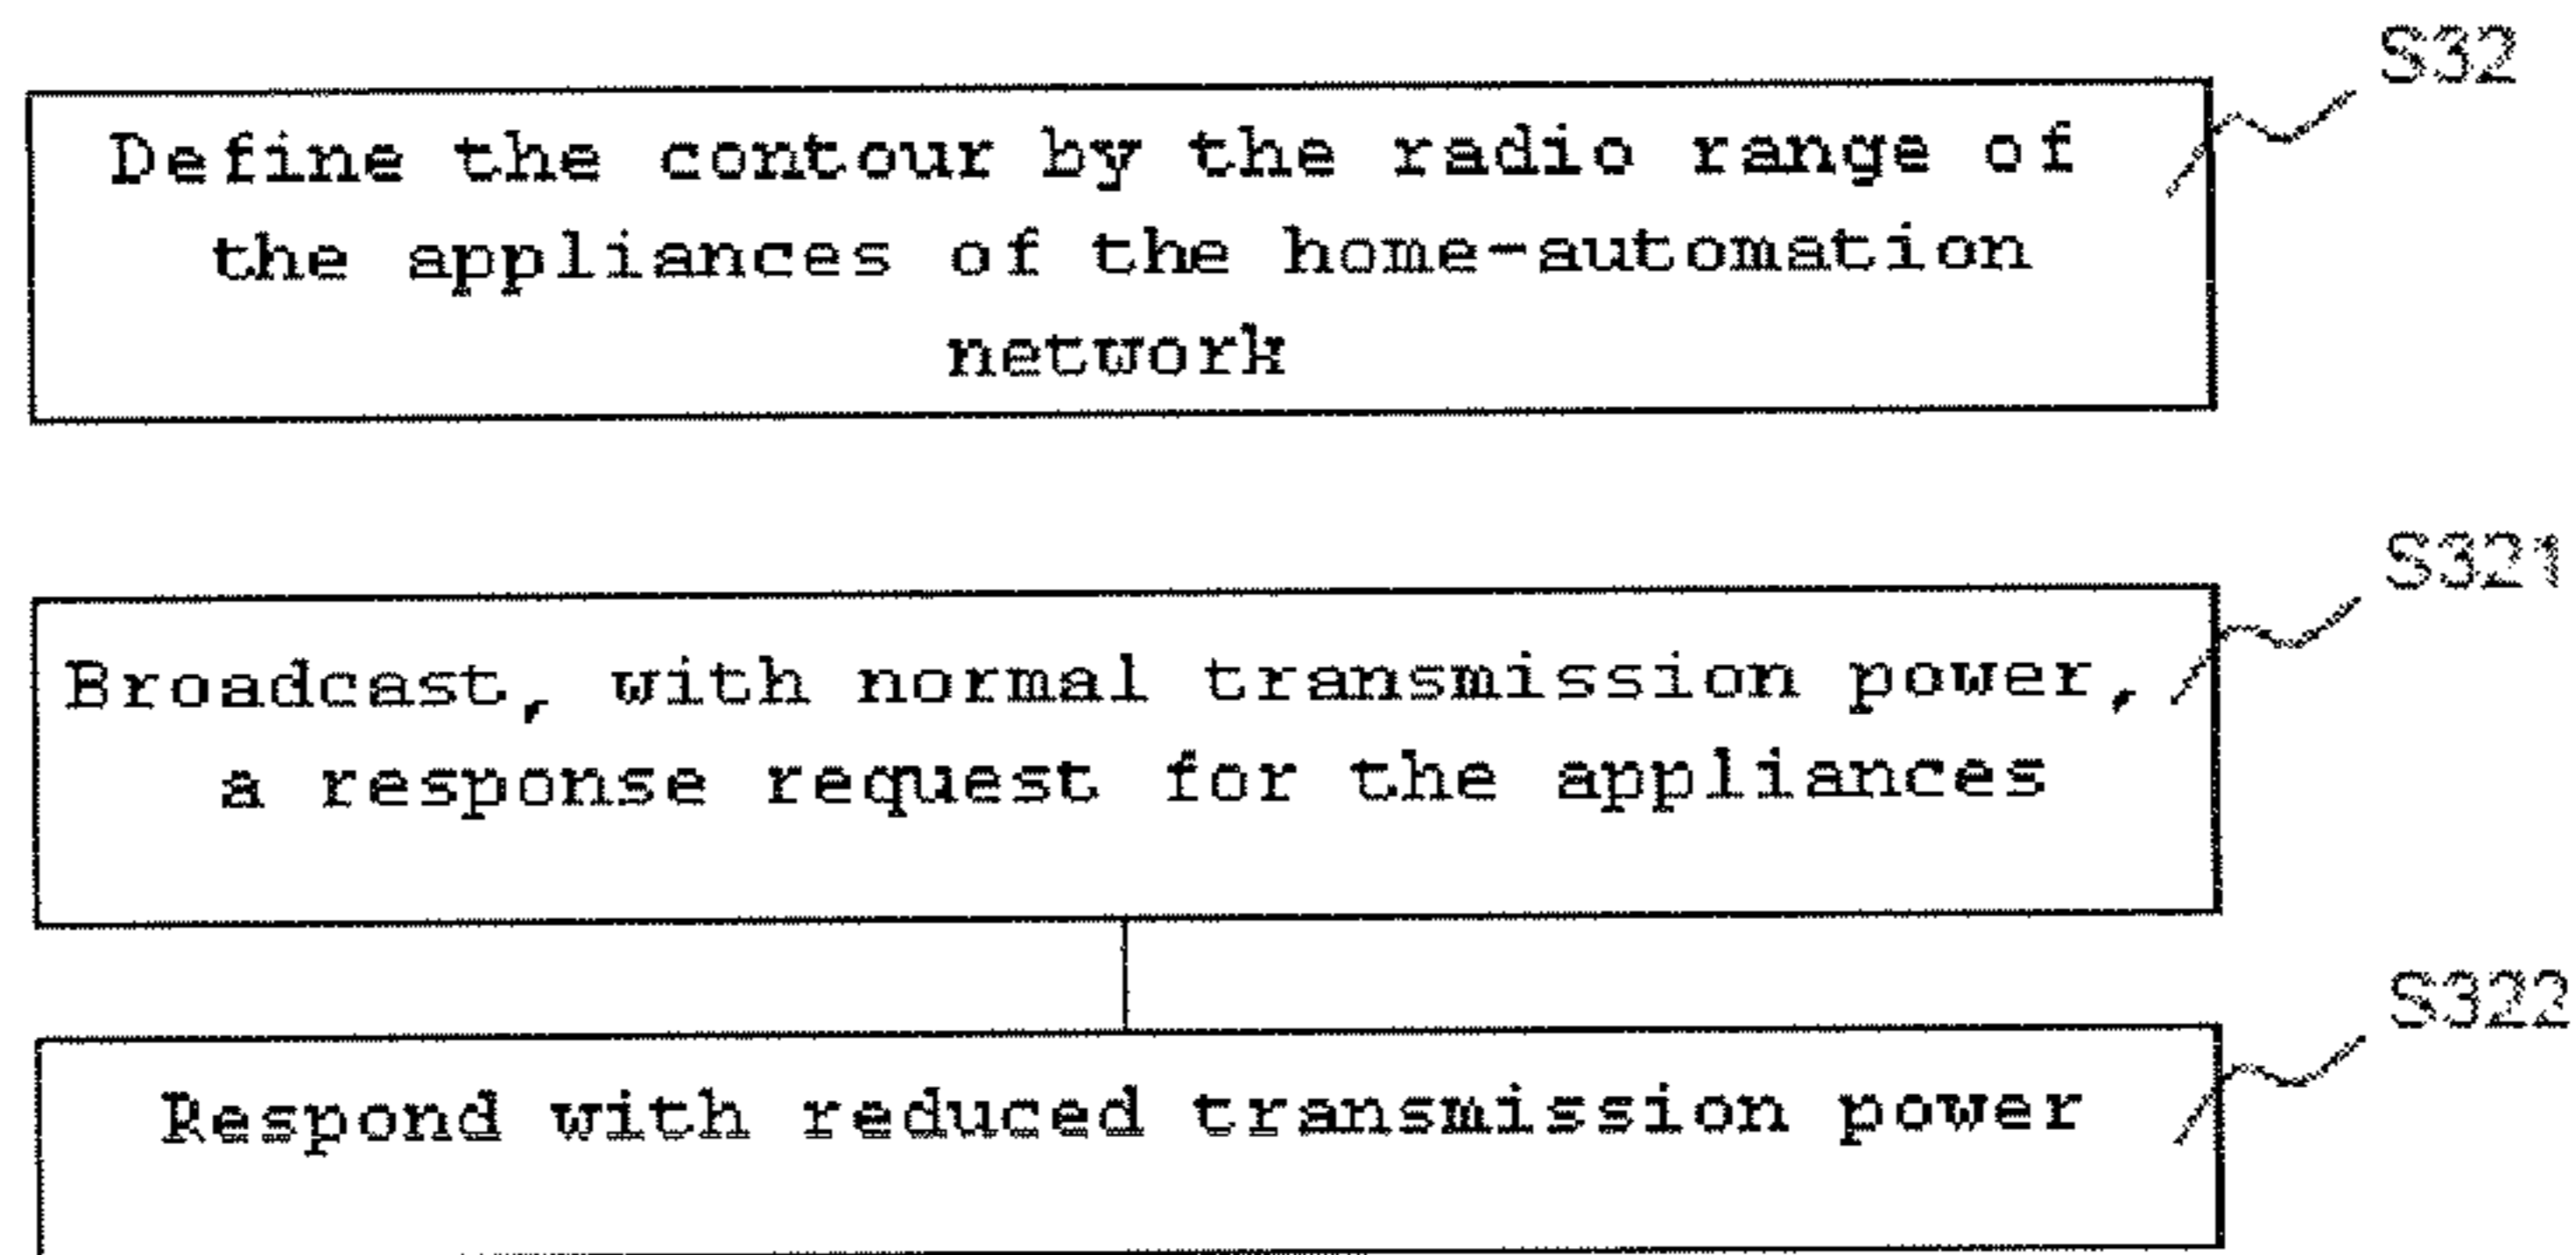 S32
Define the contour by the radio range of
the appliances of the home-automation
network
S321
Broadcast, with normal transmission power,
a response request for the appliances
S322
Respond with reduced transmission power